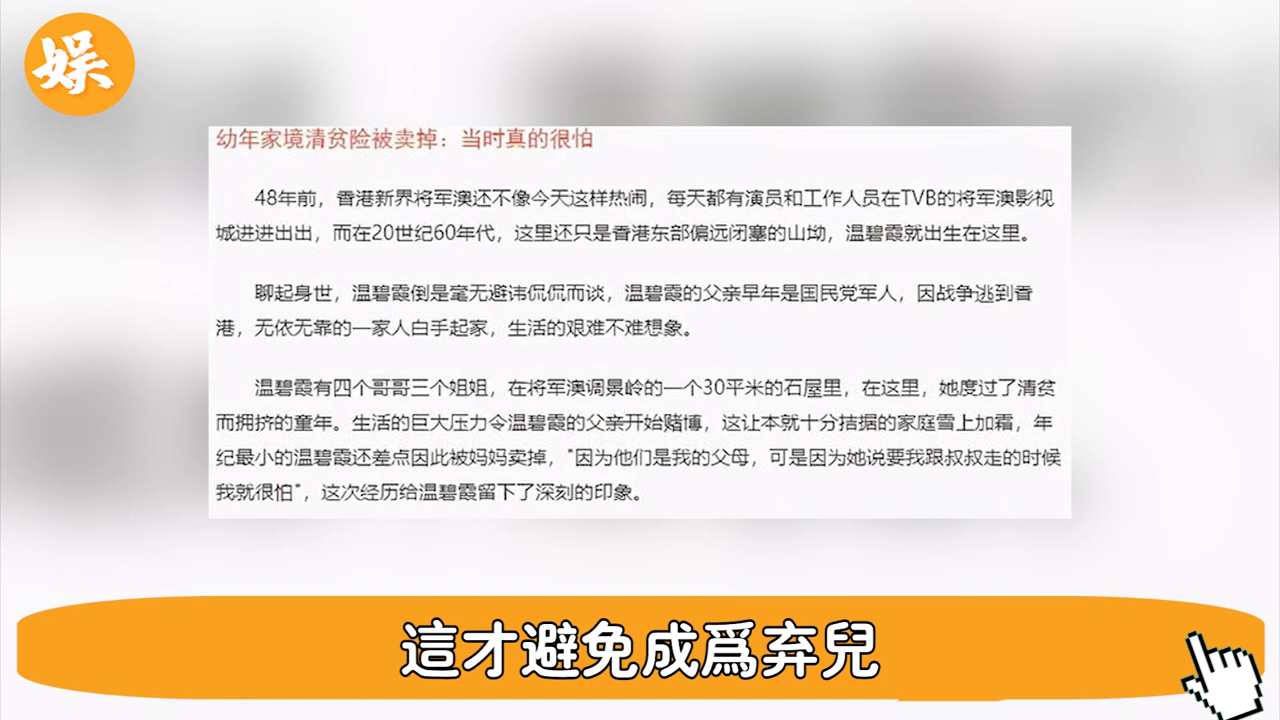 娱
幼年家境清贫险被卖掉：当时真的很怕
48年前，香港新界将军澳还不像今天这样热闹，每天都有演员和工作人员在TVB的将军澳影视
城进进出出，而在20世纪60年代，这里还只是香港东部偏远闭塞的山坳，温碧霞就出生在这里。
聊起身世，温碧霞倒是毫无避讳侃侃而谈，温碧霞的父亲早年是国民党军人，因战争逃到香
港，无依无靠的一家人白手起家，生活的艰难不难想象。
温碧霞有四个哥哥三个姐姐，在将军澳调景岭的一个30平米的石屋里，在这里，她度过了清贫
而拥挤的童年。生活的巨大压力令温碧霞的父亲开始赌博，这让本就十分拮据的家庭雪上加霜，年
纪最小的温碧霞还差点因此被妈妈卖掉，"因为他们是我的父母，可是因为她说要我跟叔叔走的时候
我就很怕"，这次经历给温碧霞留下了深刻的印象。
這才避免成爲弃兒